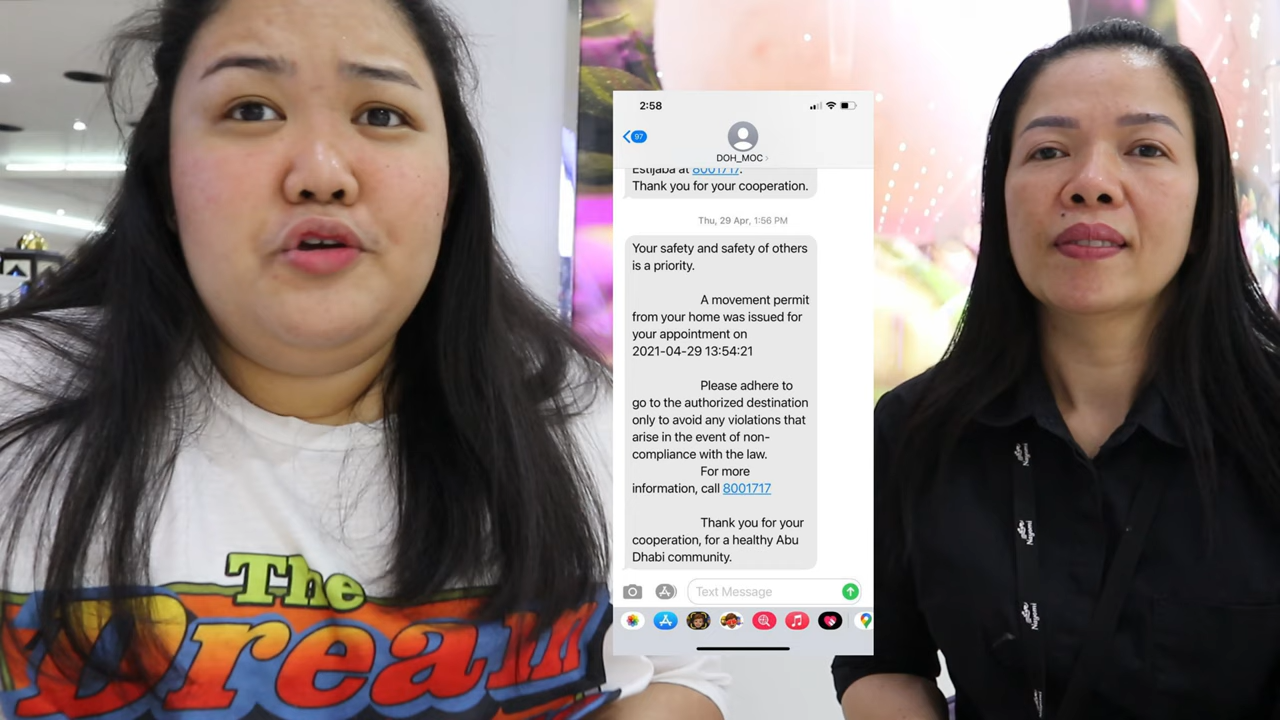 2:58
97
DOH_MOC
Estijaba at 8001717.
Thank you for your cooperation.
Thu, 29 Apr, 1:56 PM
Your safety and safety of others
is a priority.
A movement permit
from your home was issued for
your appointment on
2021-04-29 13:54:21
Please adhere to
go to the authorized destination
only to avoid any violations that
arise in the event of non-
compliance with the law.
For more
information, call 8001717
Thank you for your
cooperation, for a healthy Abu
Dhabi community.
Text Message
The
Dream
Nayomi
Nayomi
Nayomi